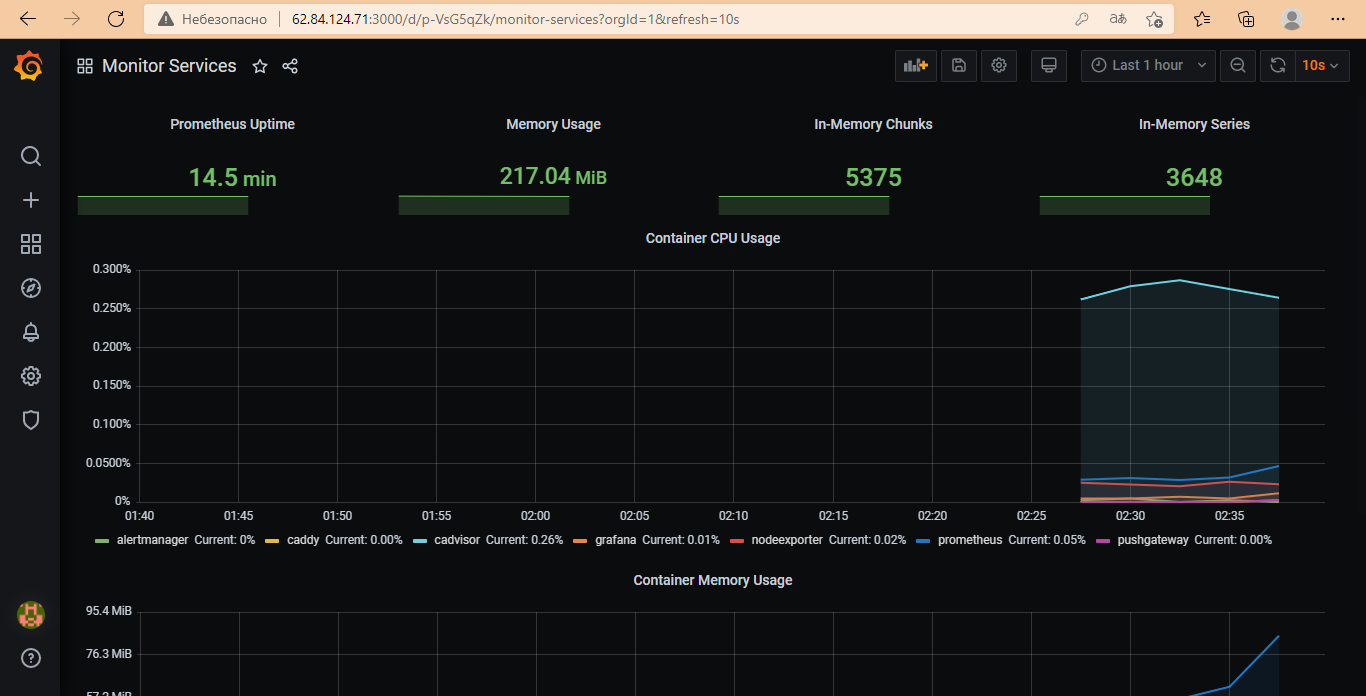 Небезопасно 62.84.124.71:3000/d/p-VsG5qZk/monitor-services?orgId=1&refresh=10s
Monitor Services Last 1 hour 10s
Prometheus Uptime Memory Usage In-Memory Chunks In-Memory Series
14.5 min 217.04 MiB 5375 3648
Container CPU Usage
0.300%
0.250%
0.200%
0.150%
0.100%
0.0500%
0%
01:40 01:45 01:50 01:55 02:00 02:05 02:10 02:15 02:20 02:25 02:30 02:35
alertmanager Current: 0% caddy Current: 0.00% cadvisor Current: 0.26% grafana Current: 0.01% nodeexporter Current: 0.02% prometheus Current: 0.05% pushgateway Current: 0.00%
Container Memory Usage
95.4 MiB
76.3 MiB
57.2 MiB